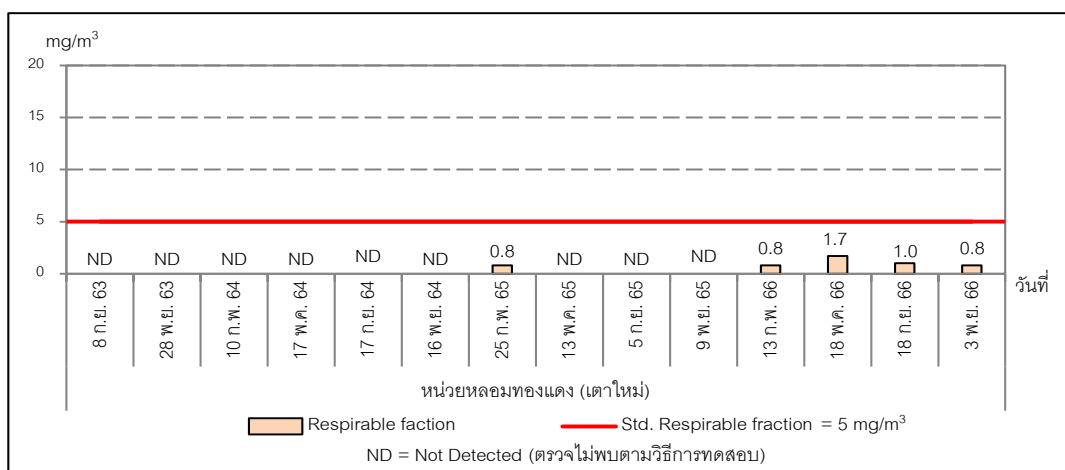 mg/m³
20
15
10
5
0
ND ND ND ND ND ND 0.8 ND ND ND 0.8 1.7 1.0 0.8
8 ก.ย. 63
28 พ.ย. 63
10 ก.พ. 64
17 พ.ค. 64
17 ก.ย. 64
16 พ.ย. 64
25 ก.พ. 65
13 พ.ค. 65
5 ก.ย. 65
9 พ.ย. 65
13 ก.พ. 66
18 พ.ค. 66
18 ก.ย. 66
3 พ.ย. 66
วันที่
หน่วยหลอมทองแดง (เตาใหม่)
Respirable faction Std. Respirable fraction = 5 mg/m³
ND = Not Detected (ตรวจไม่พบตามวิธีการทดสอบ)